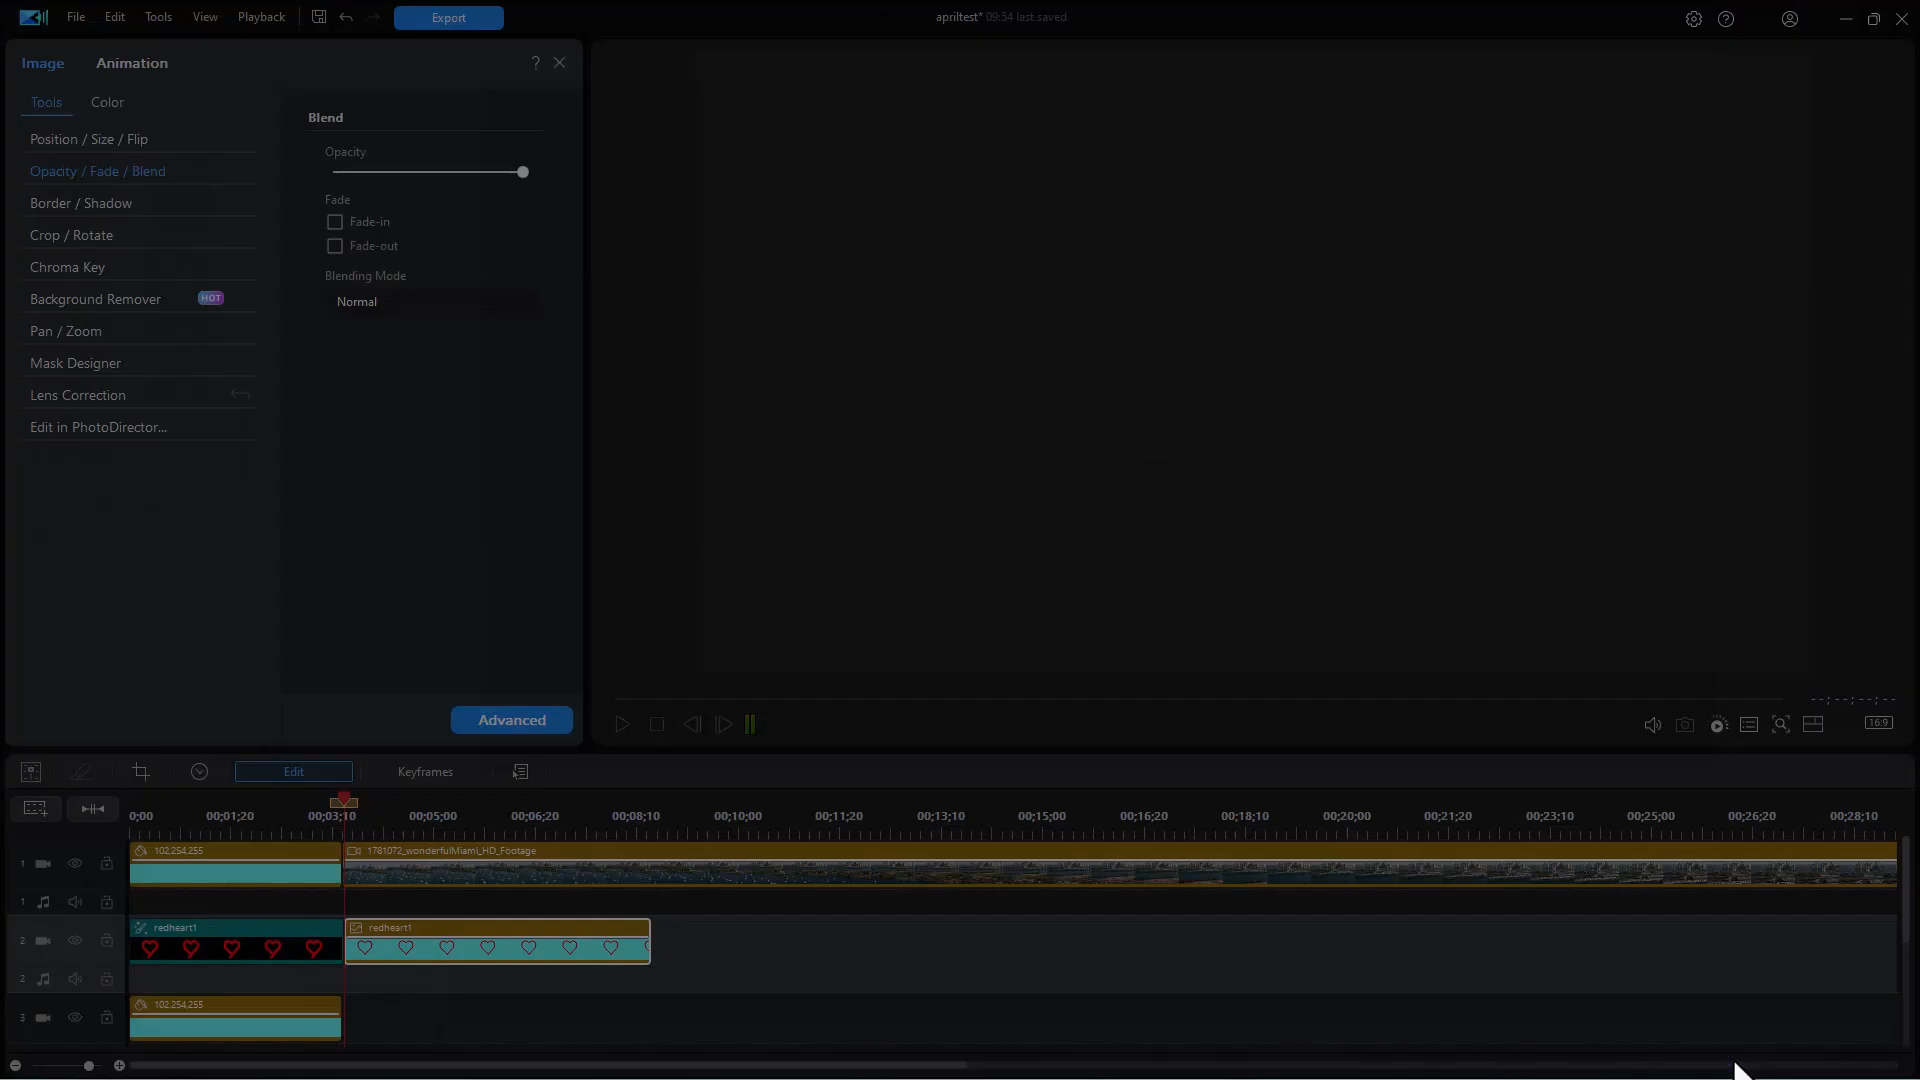 File Edit Tools View Playback Export apriltest* 09:54 last saved
Image Animation ?
Tools Color
Position / Size / Flip
Opacity / Fade / Blend
Border / Shadow
Crop / Rotate
Chroma Key
Background Remover HOT
Pan / Zoom
Mask Designer
Lens Correction
Edit in PhotoDirector...
Blend
Opacity
Fade
Fade-in
Fade-out
Blending Mode
Normal
Advanced
--;--;--;--
16:9
Edit Keyframes
0;00 00;01;20 00;03;10 00;05;00 00;06;20 00;08;10 00;10;00 00;11;20 00;13;10 00;15;00 00;16;20 00;18;10 00;20;00 00;21;20 00;23;10 00;25;00 00;26;20 00;28;10
102,254,255 1781072_wonderfulMiami_HD_Footage
1
1
redheart1 redheart1
2
2
102,254,255
3